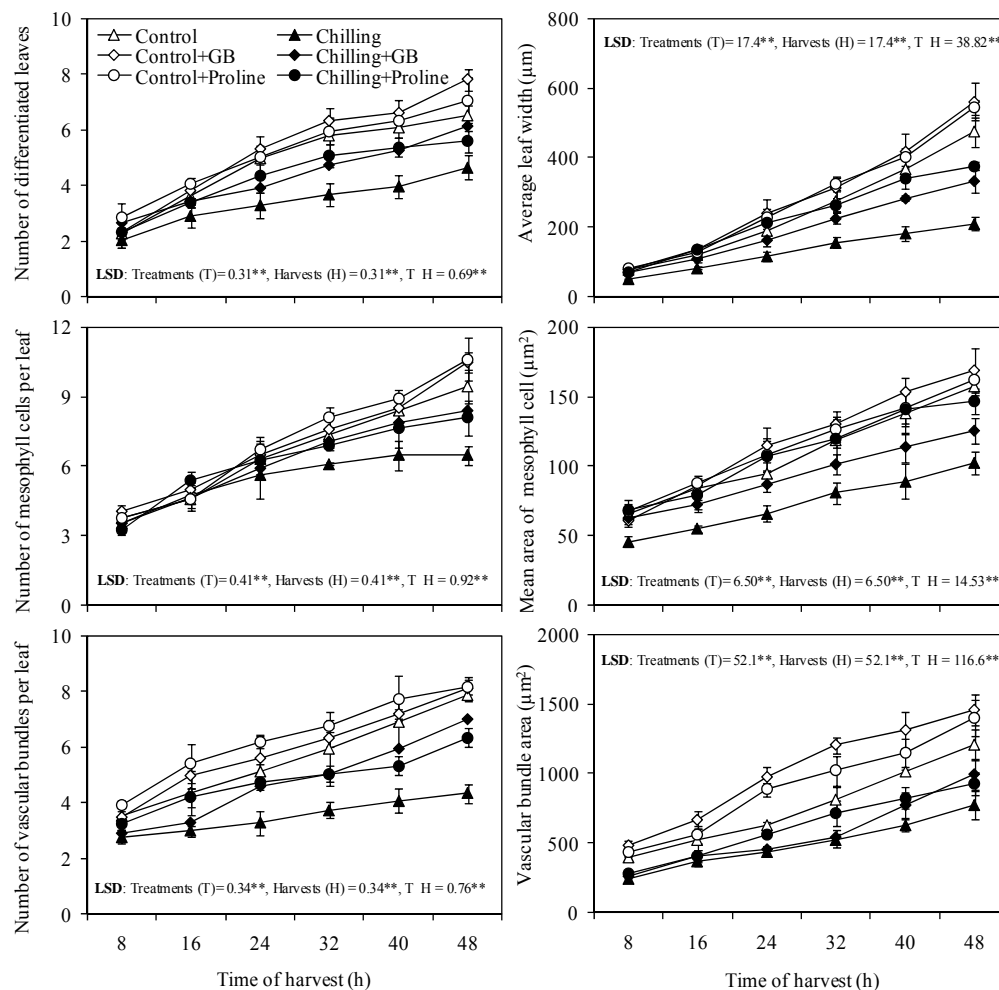 Number of differentiated leaves
10
8
6
4
2
0
Control
Control+GB
Control+Proline
Chilling
Chilling+GB
Chilling+Proline
LSD: Treatments (T)= 0.31**, Harvests (H) = 0.31**, T H = 0.69**
Average leaf width (µm)
800
600
400
200
0
LSD: Treatments (T)= 17.4**, Harvests (H) = 17.4**, T H = 38.82**
Number of mesophyll cells per leaf
12
9
6
3
0
LSD: Treatments (T)= 0.41**, Harvests (H) = 0.41**, T H = 0.92**
Mean area of mesophyll cell (µm²)
200
150
100
50
0
LSD: Treatments (T)= 6.50**, Harvests (H) = 6.50**, T H = 14.53**
Number of vascular bundles per leaf
10
8
6
4
2
0
LSD: Treatments (T)= 0.34**, Harvests (H) = 0.34**, T H = 0.76**
8 16 24 32 40 48
Time of harvest (h)
Vascular bundle area (µm²)
2000
1500
1000
500
0
LSD: Treatments (T)= 52.1**, Harvests (H) = 52.1**, T H = 116.6**
8 16 24 32 40 48
Time of harvest (h)